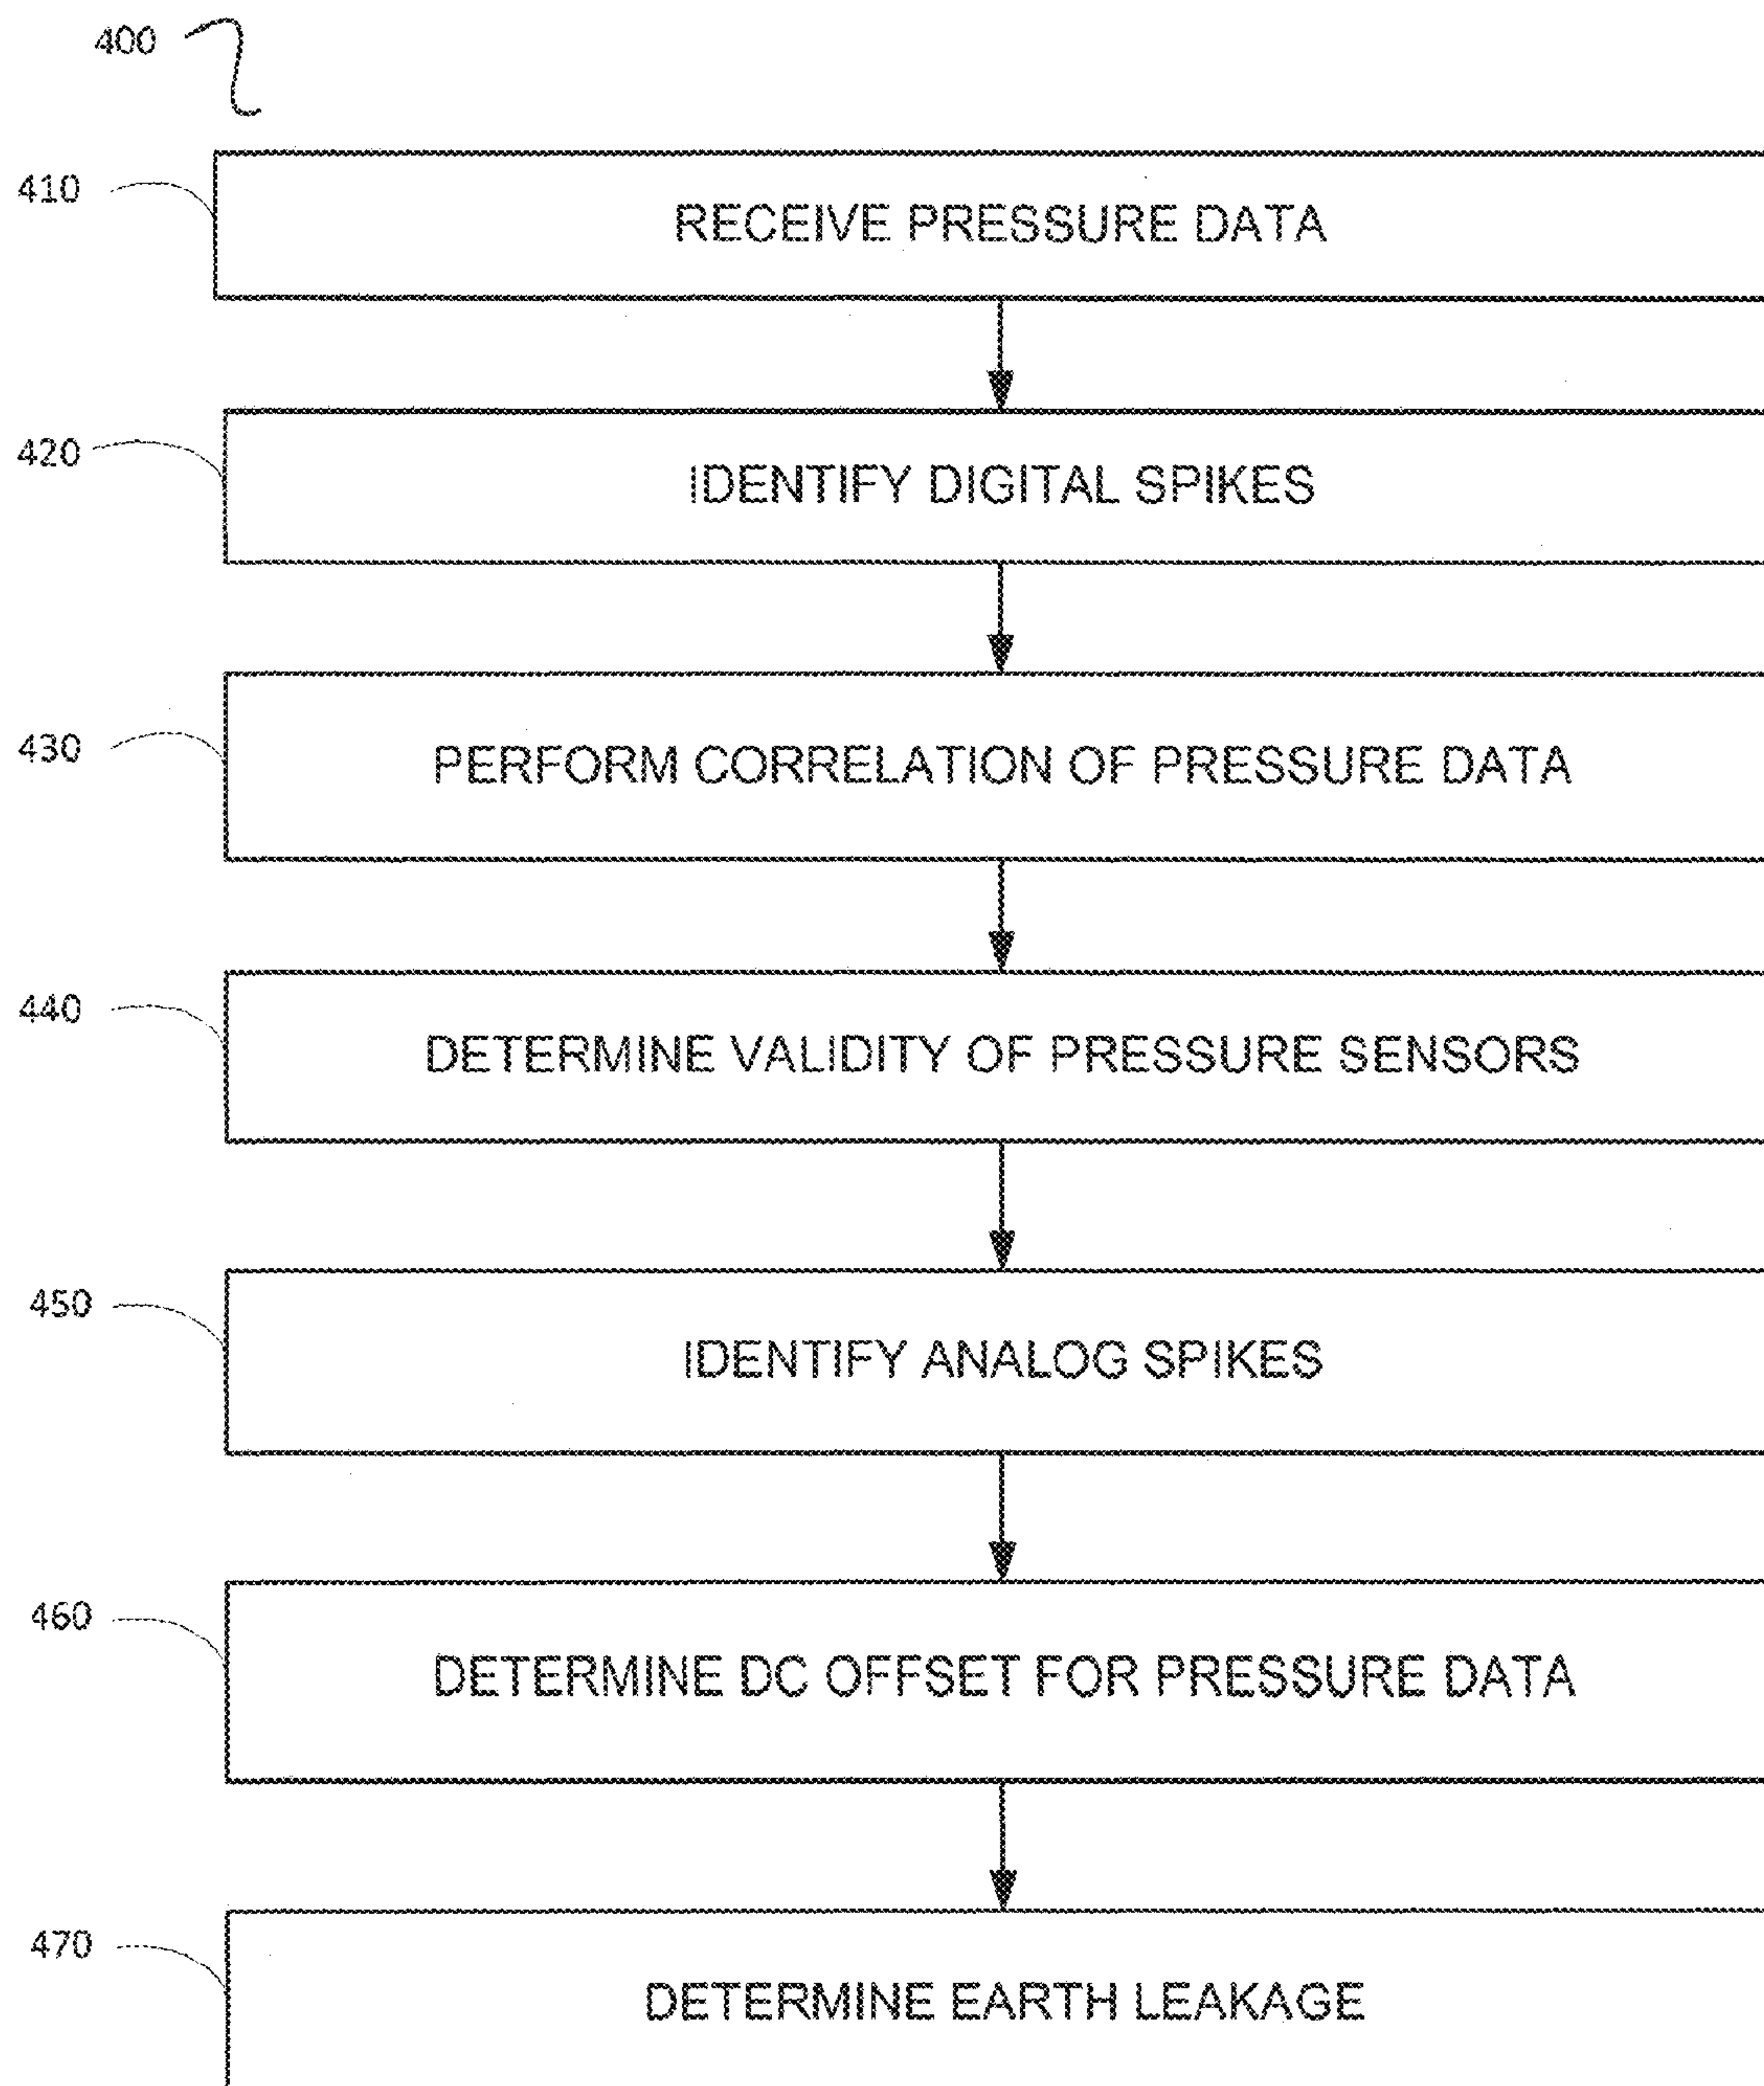 400
410
RECEIVE PRESSURE DATA
420
IDENTIFY DIGITAL SPIKES
430
PERFORM CORRELATION OF PRESSURE DATA
440
DETERMINE VALIDITY OF PRESSURE SENSORS
450
IDENTIFY ANALOG SPIKES
460
DETERMINE DC OFFSET FOR PRESSURE DATA
470
DETERMINE EARTH LEAKAGE